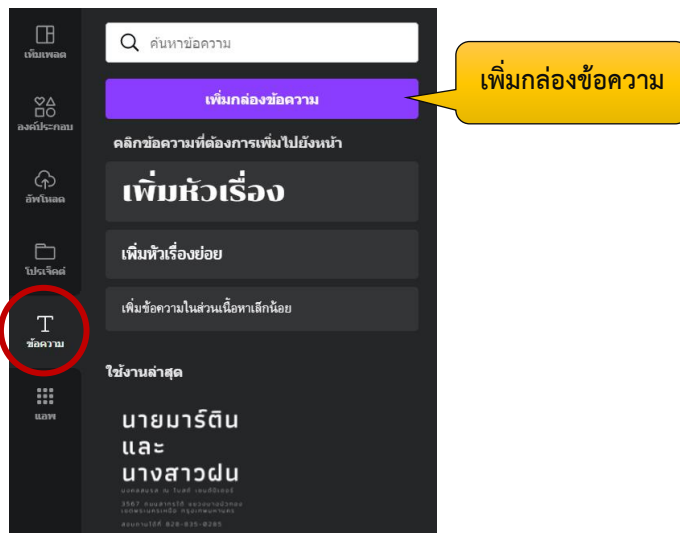 เท็มเพลต
องค์ประกอบ
อัพโหลด
โปรเจ็คต์
ข้อความ
แอพ
ค้นหาข้อความ
เพิ่มกล่องข้อความ
คลิกข้อความที่ต้องการเพิ่มไปยังหน้า
เพิ่มหัวเรื่อง
เพิ่มหัวเรื่องย่อย
เพิ่มข้อความในส่วนเนื้อหาเล็กน้อย
ใช้งานล่าสุด
นายมาร์ติน
และ
นางสาวฝน
เพิ่มกล่องข้อความ